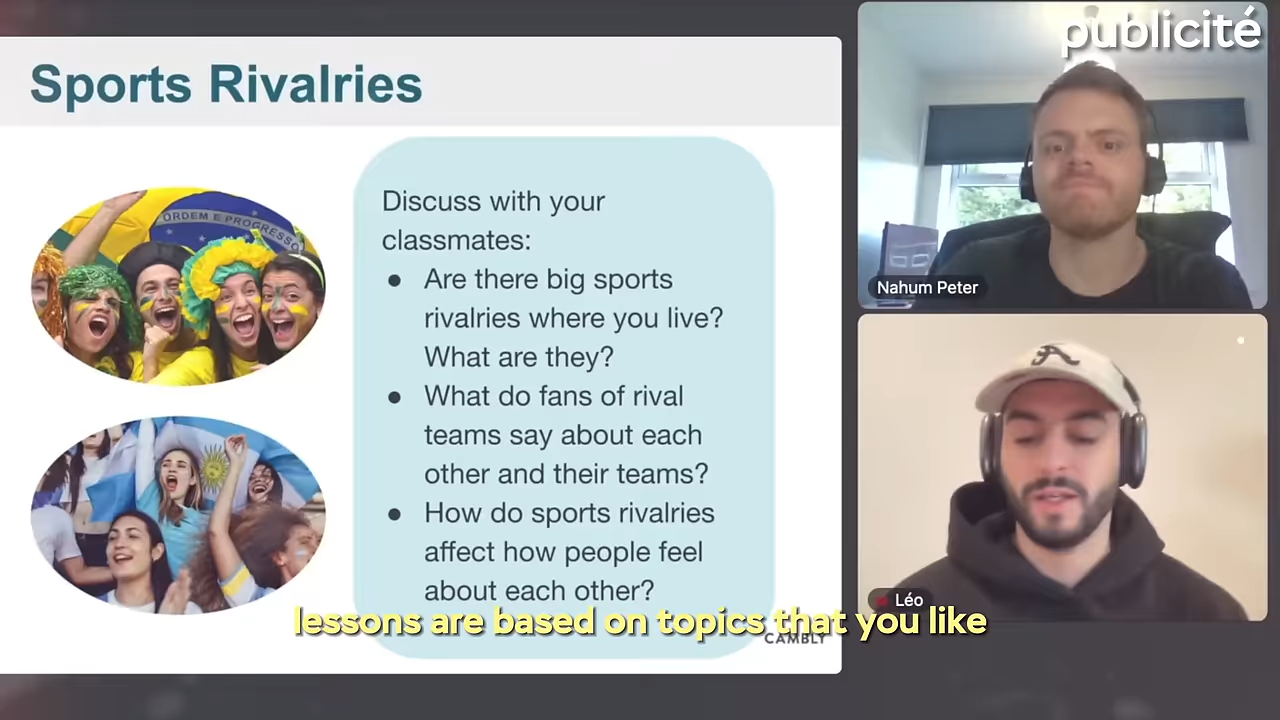 publicité
Sports Rivalries
ORDEM E PROGRESSO
Discuss with your
classmates:
● Are there big sports
rivalries where you live?
What are they?
● What do fans of rival
teams say about each
other and their teams?
● How do sports rivalries
affect how people feel
about each other?
CAMBLY
Nahum Peter
Léo
lessons are based on topics that you like